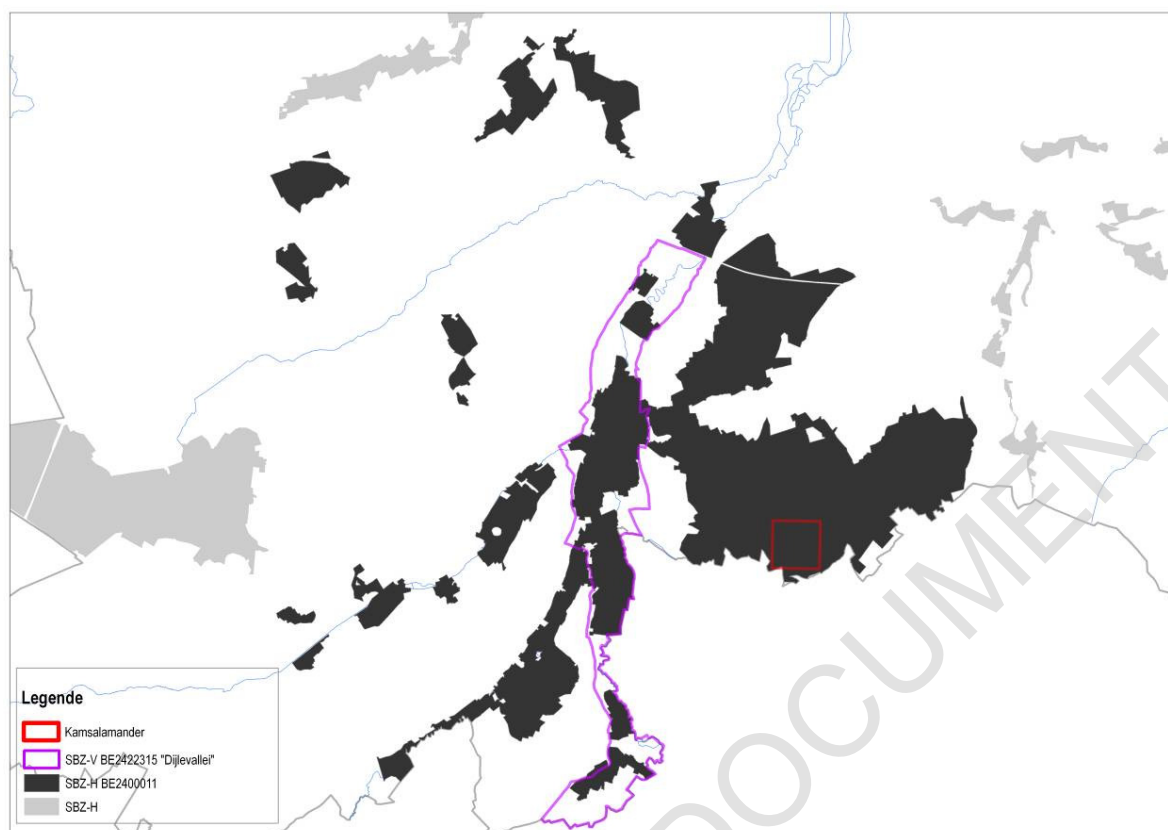 DOCUMENT
Legende
Kamsalamander
SBZ-V BE2422315 "Dijlevallei"
SBZ-H BE2400011
SBZ-H